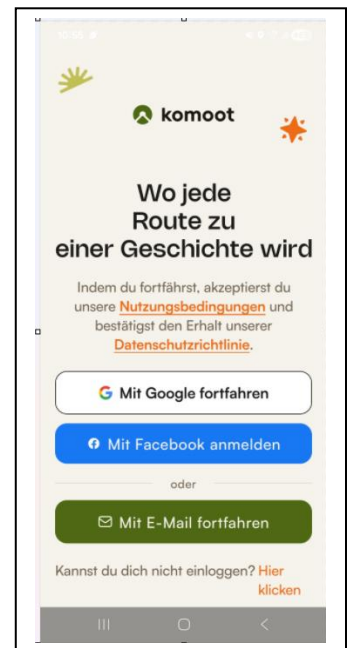 komoot
Wo jede
Route zu
einer Geschichte wird
Indem du fortfährst, akzeptierst du
unsere Nutzungsbedingungen und
bestätigst den Erhalt unserer
Datenschutzrichtlinie.
Mit Google fortfahren
Mit Facebook anmelden
oder
Mit E-Mail fortfahren
Kannst du dich nicht einloggen? Hier
klicken